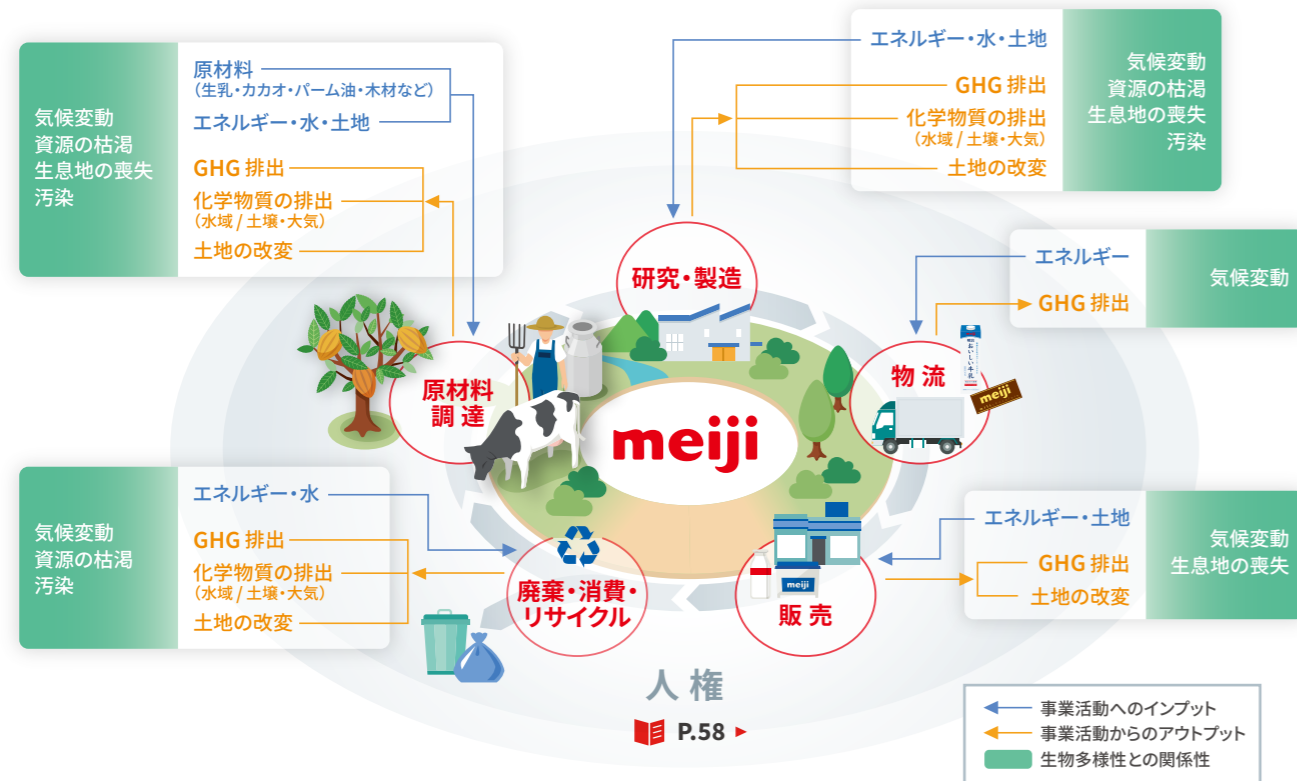 気候変動
資源の枯渇
生息地の喪失
汚染
原材料
（生乳・カカオ・パーム油・木材など）
エネルギー・水・土地
GHG 排出
化学物質の排出
（水域 / 土壌・大気）
土地の改変
エネルギー・水・土地
GHG 排出
化学物質の排出
（水域 / 土壌・大気）
土地の改変
気候変動
資源の枯渇
生息地の喪失
汚染
エネルギー
GHG 排出
気候変動
研究・製造
原材料
調達
物流
明治
おいしい牛乳
meiji
meiji
気候変動
資源の枯渇
汚染
エネルギー・水
GHG 排出
化学物質の排出
（水域 / 土壌・大気）
土地の改変
廃棄・消費・
リサイクル
meiji
販売
エネルギー・土地
GHG 排出
土地の改変
気候変動
生息地の喪失
人権
P.58
事業活動へのインプット
事業活動からのアウトプット
生物多様性との関係性